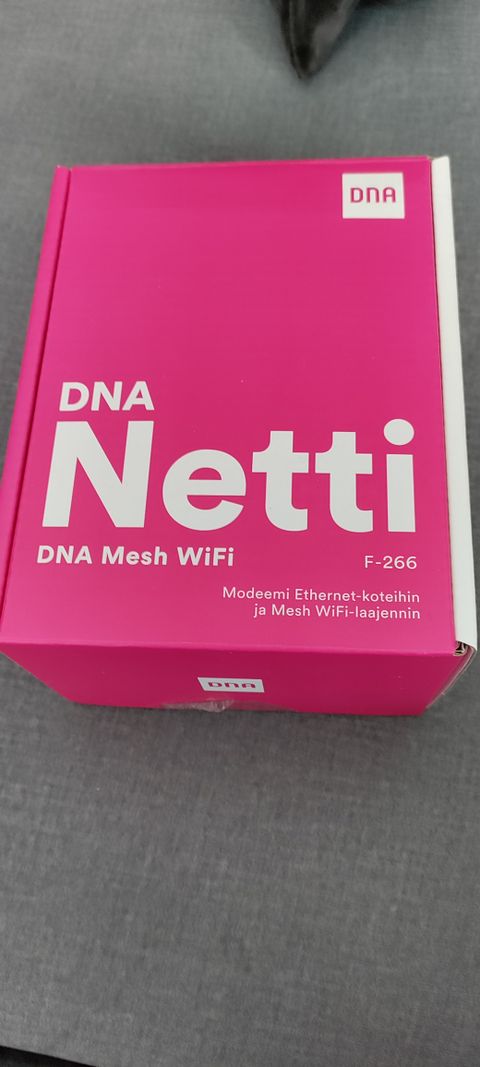 DNA
DNA
Netti
DNA Mesh WiFi
F-266
Modeemi Ethernet-koteihin
ja Mesh WiFi-laajennin
DNA